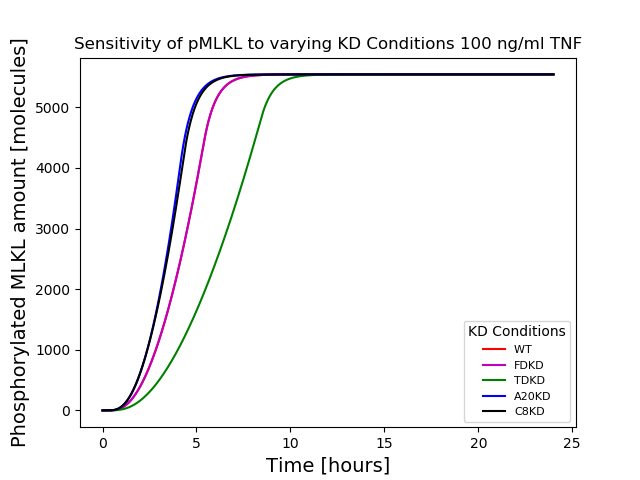 Sensitivity of pMLKL to varying KD Conditions 100 ng/ml TNF
Phosphorylated MLKL amount [molecules]
5000
4000
3000
2000
1000
0
KD Conditions
WT
FDKD
TDKD
A20KD
C8KD
0 5 10 15 20 25
Time [hours]